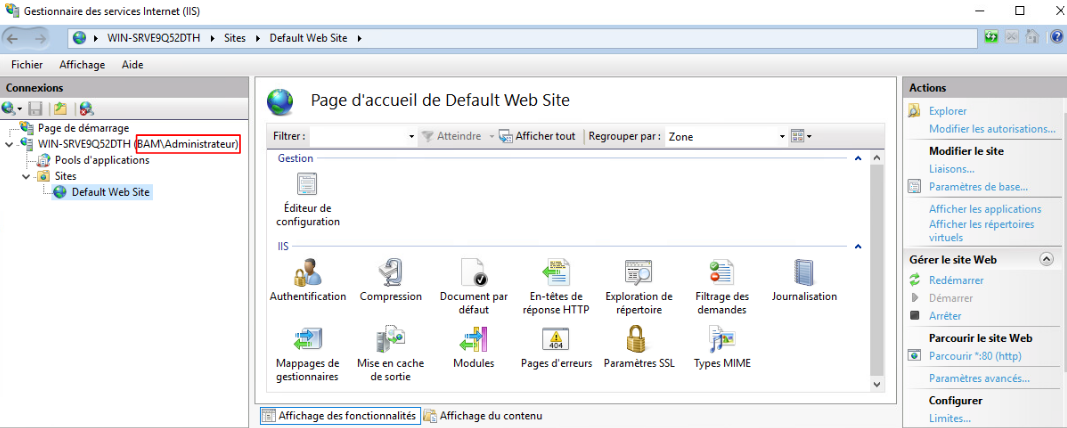 Gestionnaire des services Internet (IIS)
WIN-SRVE9Q52DTH Sites Default Web Site
Fichier Affichage Aide
Connexions
Page de démarrage
WIN-SRVE9Q52DTH (BAM\Administrateur)
Pools d'applications
Sites
Default Web Site
Page d'accueil de Default Web Site
Filtrer : Atteindre Afficher tout Regrouper par : Zone
Gestion
Éditeur de
configuration
IIS
Authentification
Compression
Document par
défaut
En-têtes de
réponse HTTP
Exploration de
répertoire
Filtrage des
demandes
Journalisation
Mappages de
gestionnaires
Mise en cache
de sortie
Modules
404
Pages d'erreurs
Paramètres SSL
Types MIME
Affichage des fonctionnalités Affichage du contenu
Actions
Explorer
Modifier les autorisations...
Modifier le site
Liaisons...
Paramètres de base...
Afficher les applications
Afficher les répertoires
virtuels
Gérer le site Web
Redémarrer
Démarrer
Arrêter
Parcourir le site Web
Parcourir *:80 (http)
Paramètres avancés...
Configurer
Limites...